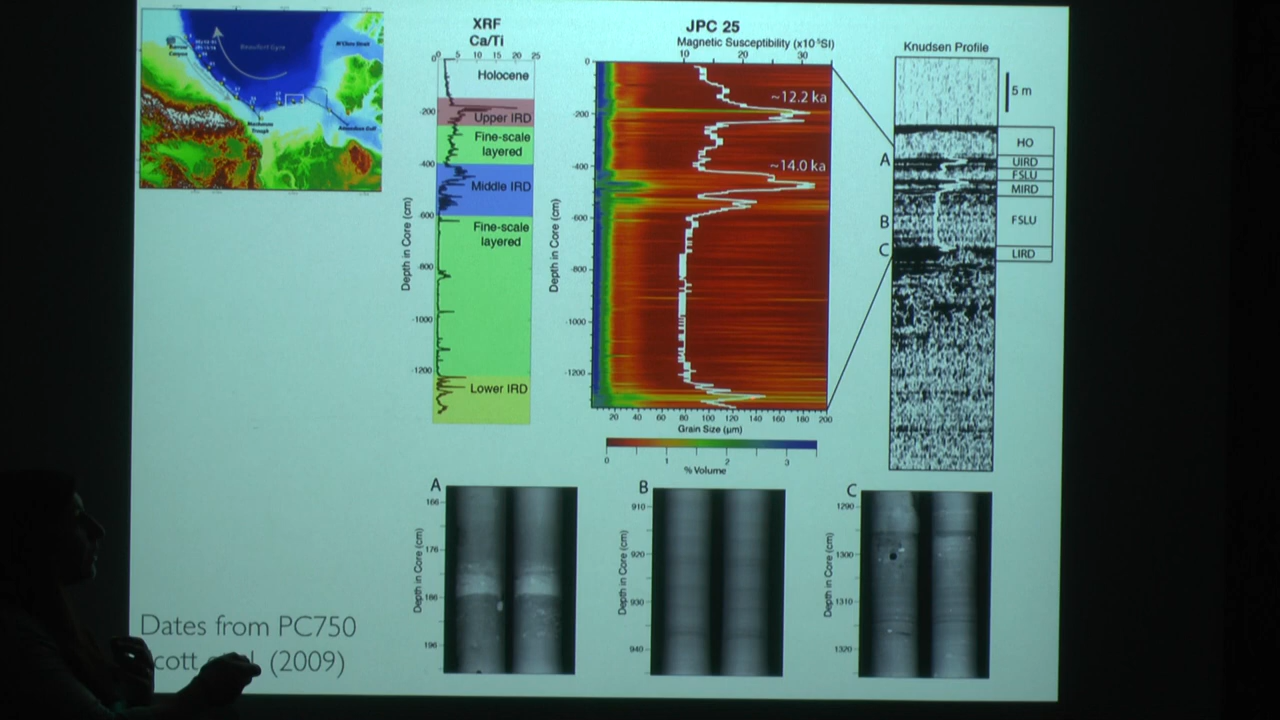 Barrow Canyon
Beaufort Gyre
M'Clure Strait
Mackenzie Trough
Amundsen Gulf
XRF
Ca/Ti
0 5 10 15 20 25
Depth in Core (cm)
0
-200
-400
-600
-800
-1000
-1200
Holocene
Upper IRD
Fine-scale
layered
Middle IRD
Fine-scale
layered
Lower IRD
JPC 25
Magnetic Susceptibility (x10⁻⁵SI)
10 20 30
Depth in Core (cm)
0
-200
-400
-600
-800
-1000
-1200
~12.2 ka
~14.0 ka
20 40 60 80 100 120 140 160 180 200
Grain Size (µm)
0 1 2 3
% Volume
Knudsen Profile
5 m
A
B
C
HO
UIRD
FSLU
MIRD
FSLU
LIRD
A
Depth in Core (cm)
166
176
186
196
B
Depth in Core (cm)
910
920
930
940
C
Depth in Core (cm)
1290
1300
1310
1320
Dates from PC750
(2009)